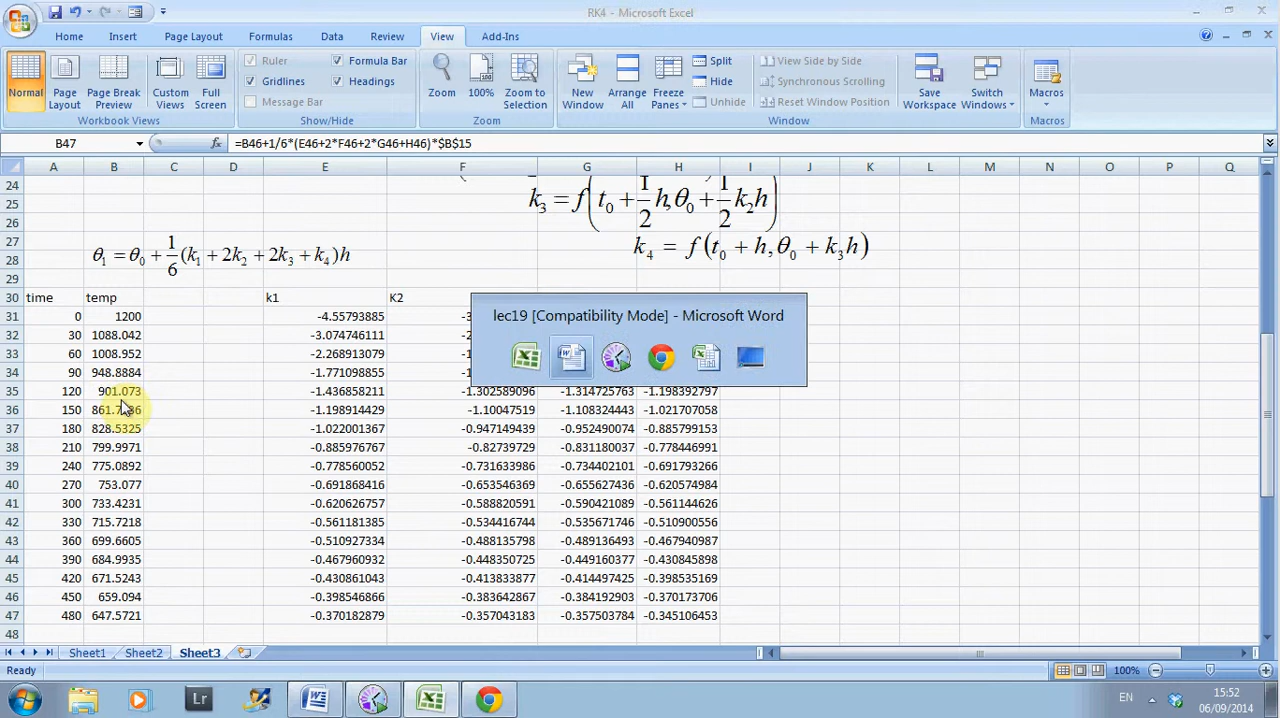 RK4 - Microsoft Excel
Home Insert Page Layout Formulas Data Review View Add-Ins
Normal Page Layout Page Break Preview Custom Views Full Screen
Ruler Formula Bar
Gridlines Headings
Message Bar
Zoom 100% Zoom to Selection
New Window Arrange All Freeze Panes
Split
Hide
Unhide
View Side by Side
Synchronous Scrolling
Reset Window Position
Save Workspace Switch Windows Macros
Workbook Views Show/Hide Zoom Window Macros
B47 fx =B46+1/6*(E46+2*F46+2*G46+H46)*$B$15
A B C D E F G H I J K L M N O P Q
24
25 k3 = f(t0 + 1/2 h, θ0 + 1/2 k2h)
26
27 k4 = f(t0 + h, θ0 + k3h)
28 θ1 = θ0 + 1/6 (k1 + 2k2 + 2k3 + k4)h
29
30 time temp k1 K2
lec19 [Compatibility Mode] - Microsoft Word
31 0 1200 -4.55793885
32 30 1088.042 -3.074746111
33 60 1008.952 -2.268913079
34 90 948.8884 -1.771098551
35 120 901.073 -1.436858211 -1.302589096 -1.314725763 -1.198392797
36 150 -1.198914429 -1.10047519 -1.108324443 -1.021707058
37 180 828.5325 -1.022001367 -0.947149439 -0.952490074 -0.885799153
38 210 799.9971 -0.885976767 -0.82739729 -0.831180037 -0.778446991
39 240 775.0892 -0.778560052 -0.731633986 -0.734402101 -0.691793266
40 270 753.077 -0.691868416 -0.653546369 -0.655627436 -0.620574984
41 300 733.4231 -0.620626757 -0.588820591 -0.590421089 -0.561144626
42 330 715.7218 -0.561181385 -0.534416744 -0.535671746 -0.510900556
43 360 699.6605 -0.510927334 -0.488135798 -0.489136493 -0.467940987
44 390 684.9935 -0.467960932 -0.448350725 -0.449160377 -0.430845898
45 420 671.5243 -0.430861043 -0.413833877 -0.414497425 -0.398535169
46 450 659.094 -0.398546866 -0.383642867 -0.384192903 -0.370173706
47 480 647.5721 -0.370182879 -0.357043183 -0.357503784 -0.345106453
48
Sheet1 Sheet2 Sheet3
Ready 100%
Lr EN 15:52
06/09/2014